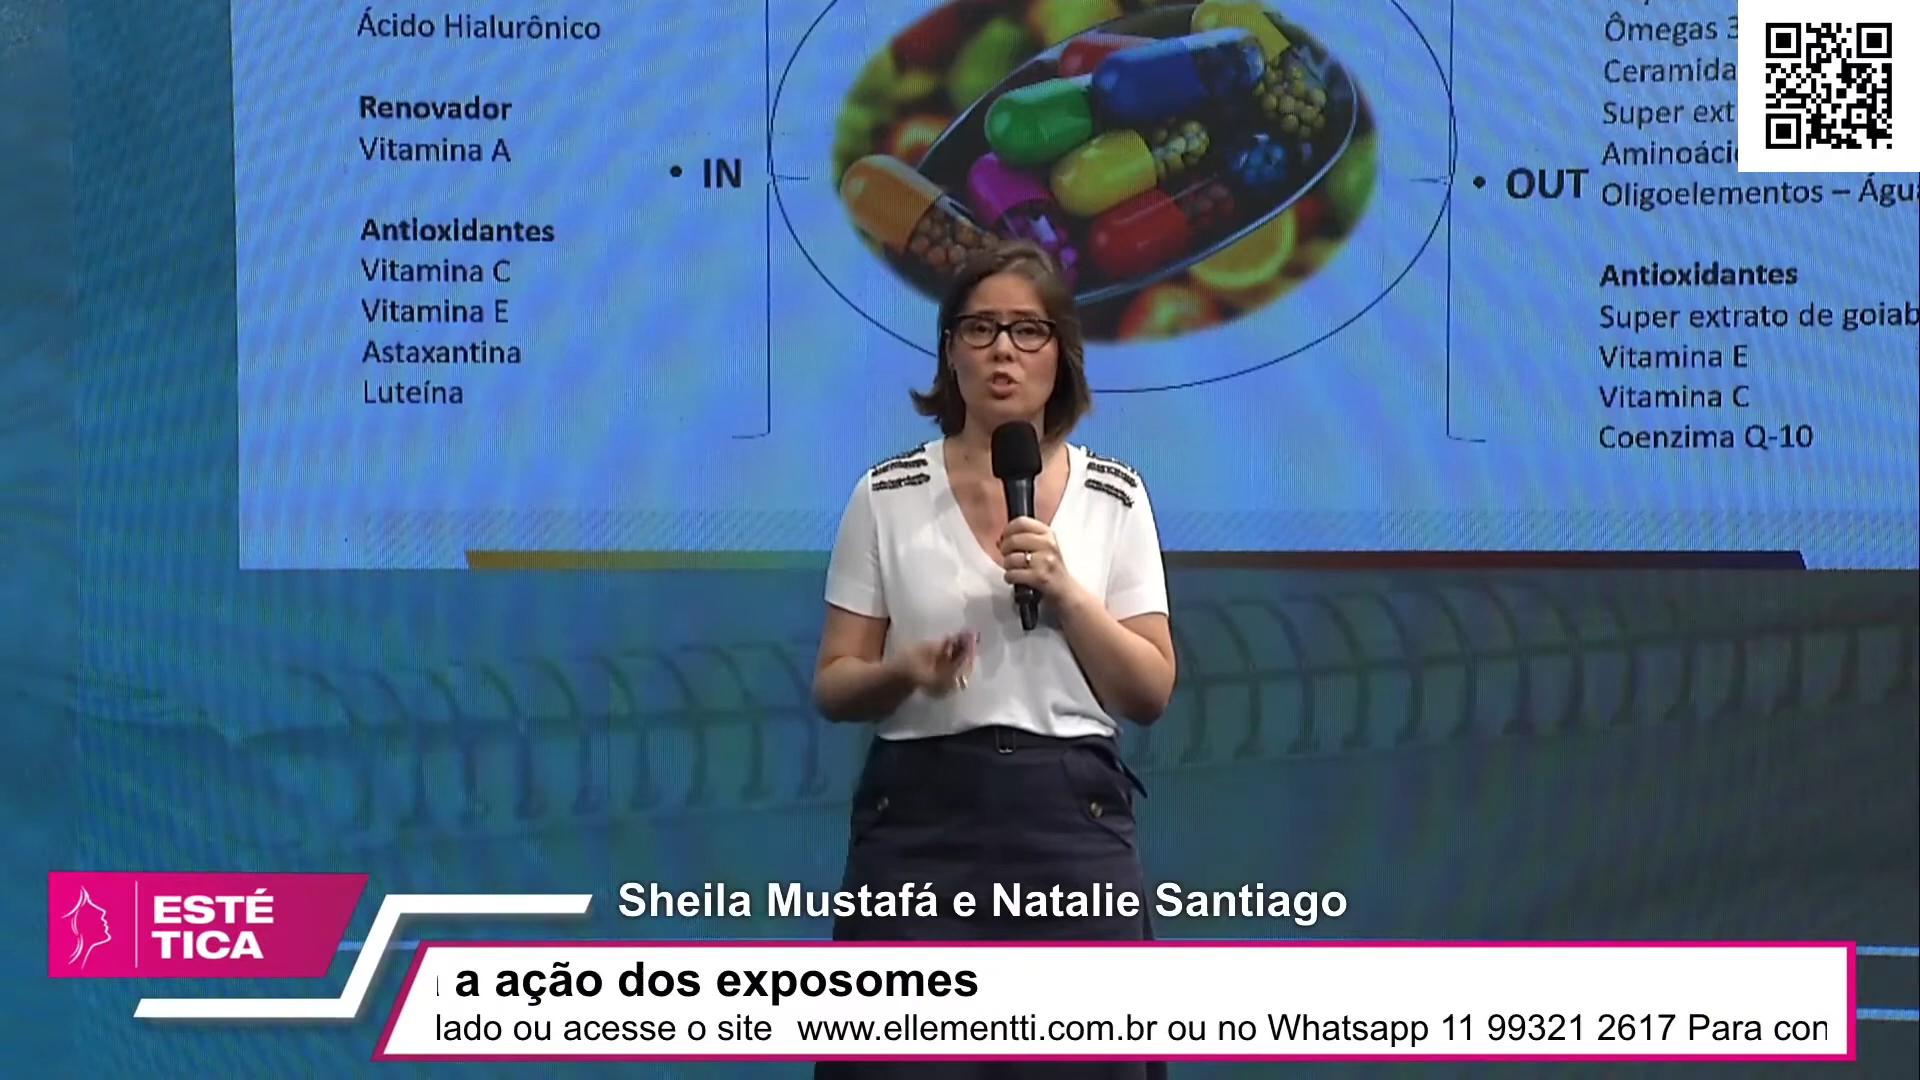 Ácido Hialurônico
Renovador
Vitamina A
Antioxidantes
Vitamina C
Vitamina E
Astaxantina
Luteína
• IN
• OUT
Ômegas 3
Ceramida
Super ext
Aminoáci
Oligoelementos – Água
Antioxidantes
Super extrato de goiab
Vitamina E
Vitamina C
Coenzima Q-10
Sheila Mustafá e Natalie Santiago
ESTÉ
TICA
a ação dos exposomes
lado ou acesse o site www.ellementti.com.br ou no Whatsapp 11 99321 2617 Para con